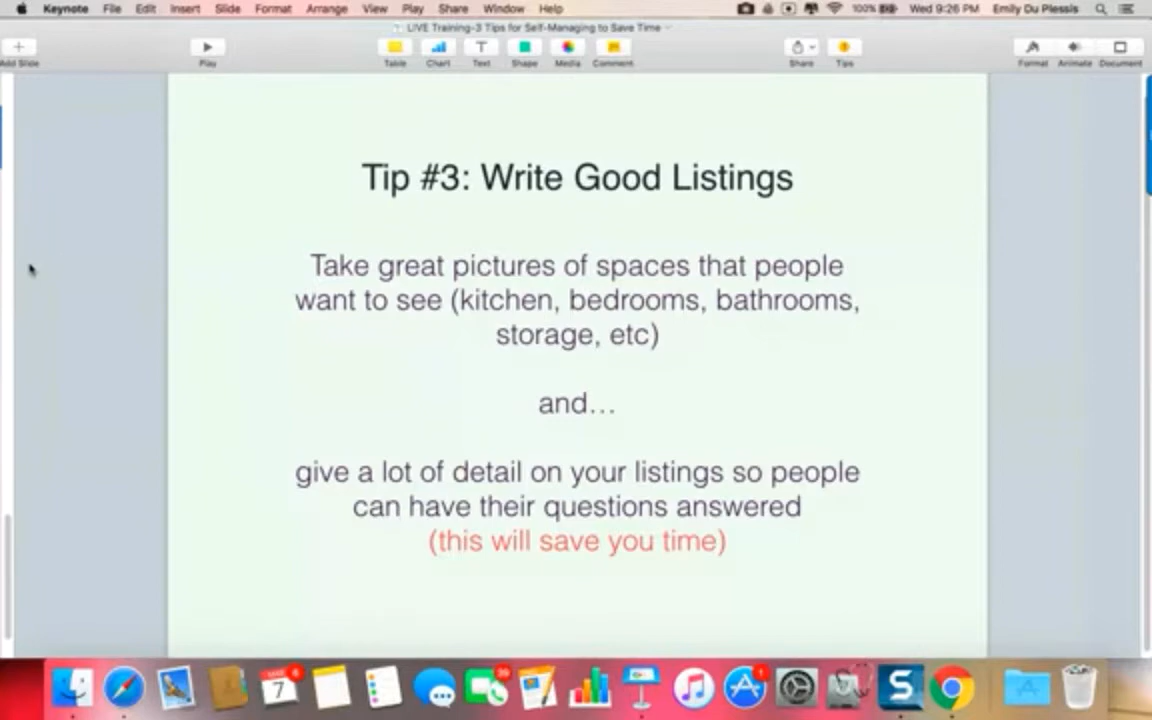 Keynote File Edit Insert Slide Format Arrange View Play Share Window Help 100% Wed 9:26 PM Emily Du Plessis
LIVE Training-3 Tips for Self-Managing to Save Time
Add Slide Play Table Chart Text Shape Media Comment Share Tips Format Animate Document
Tip #3: Write Good Listings
Take great pictures of spaces that people
want to see (kitchen, bedrooms, bathrooms,
storage, etc)
and…
give a lot of detail on your listings so people
can have their questions answered
(this will save you time)
7
S